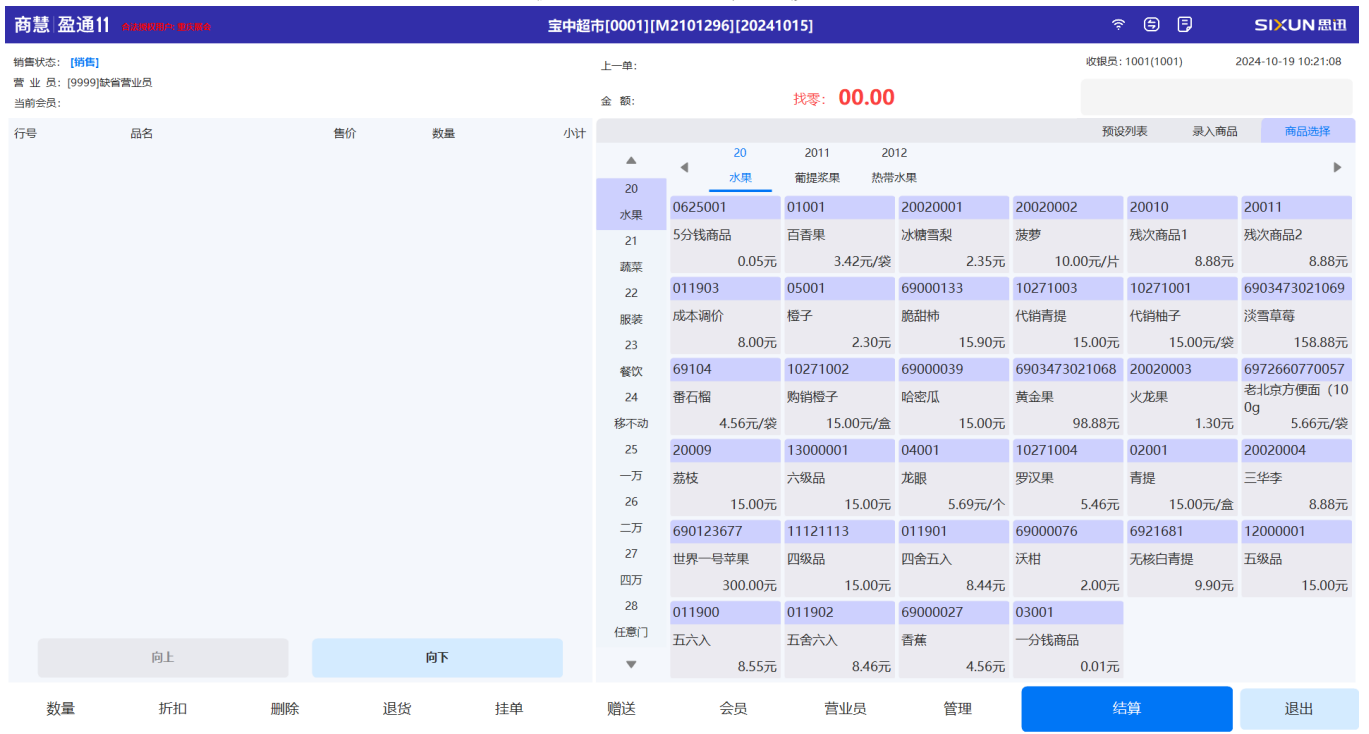 商慧 盈通11 宝中超市[0001][M2101296][20241015] SIXUN思迅
销售状态: [销售] 上一单: 收银员: 1001(1001) 2024-10-19 10:21:08
营 业 员: [9999]缺省营业员
当前会员: 金 额: 找零: 00.00
行号 品名 售价 数量 小计 预设列表 录入商品 商品选择
20 2011 2012
水果 葡提浆果 热带水果
20
水果
21
蔬菜
22
服装
23
餐饮
24
移不动
25
一万
26
二万
27
四万
28
任意门
0625001 01001 20020001 20020002 20010 20011
5分钱商品 百香果 冰糖雪梨 菠萝 残次商品1 残次商品2
0.05元 3.42元/袋 2.35元 10.00元/片 8.88元 8.88元
011903 05001 69000133 10271003 10271001 6903473021069
成本调价 橙子 脆甜柿 代销青提 代销柚子 淡雪草莓
8.00元 2.30元 15.90元 15.00元 15.00元/袋 158.88元
69104 10271002 69000039 6903473021068 20020003 6972660770057
番石榴 购销橙子 哈密瓜 黄金果 火龙果 老北京方便面（10
0g
4.56元/袋 15.00元/盒 15.00元 98.88元 1.30元 5.66元/袋
20009 13000001 04001 10271004 02001 20020004
荔枝 六级品 龙眼 罗汉果 青提 三华李
15.00元 15.00元 5.69元/个 5.46元 15.00元/盒 8.88元
690123677 11121113 011901 69000076 6921681 12000001
世界一号苹果 四级品 四舍五入 沃柑 无核白青提 五级品
300.00元 15.00元 8.44元 2.00元 9.90元 15.00元
011900 011902 69000027 03001
五六入 五舍六入 香蕉 一分钱商品
8.55元 8.46元 4.56元 0.01元
向上 向下
数量 折扣 删除 退货 挂单 赠送 会员 营业员 管理 结算 退出